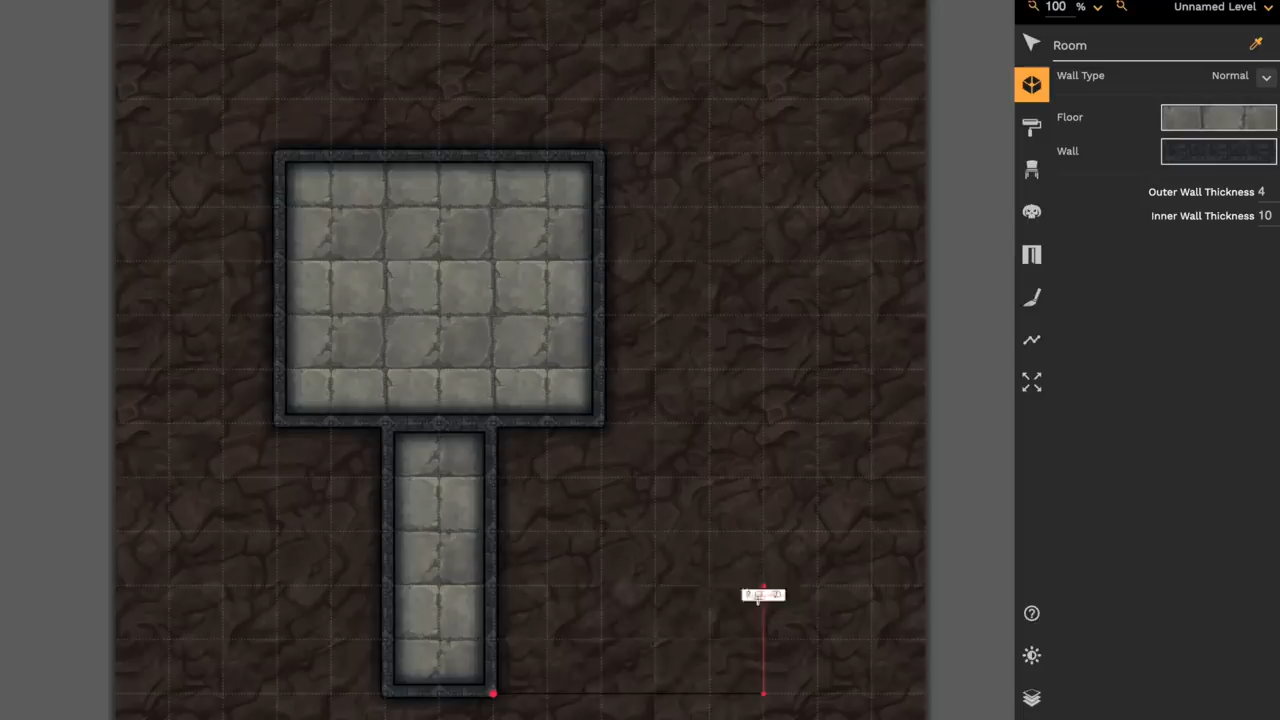 100 %
Unnamed Level
Room
Wall Type Normal
Floor
Wall
Outer Wall Thickness 4
Inner Wall Thickness 10